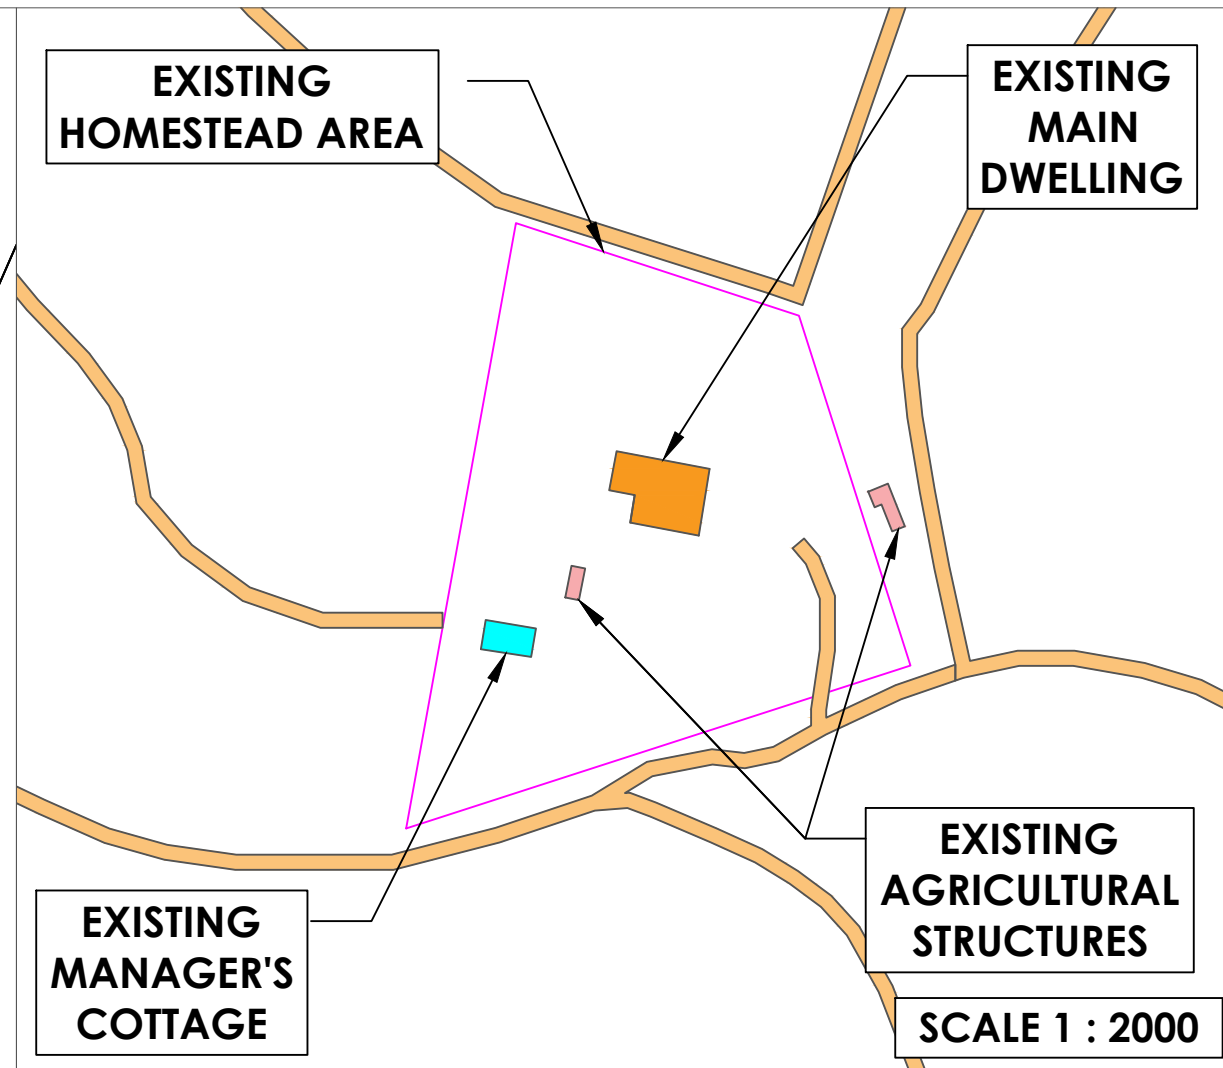 EXISTING
HOMESTEAD AREA
EXISTING
MAIN
DWELLING
EXISTING
AGRICULTURAL
STRUCTURES
EXISTING
MANAGER'S
COTTAGE
SCALE 1 : 2000